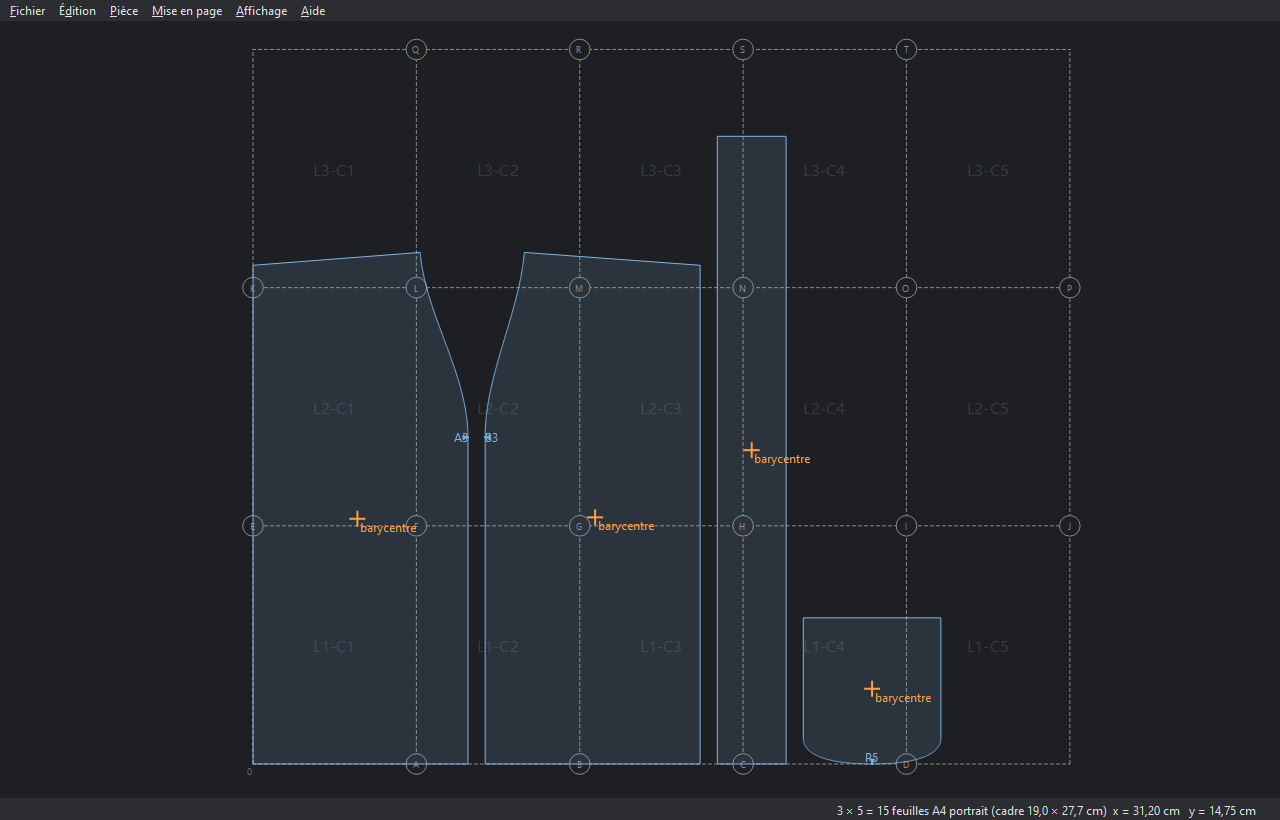 Fichier Édition Pièce Mise en page Affichage Aide
Q R S T
L3-C1 L3-C2 L3-C3 L3-C4 L3-C5
K L M N O P
L2-C1 L2-C2 L2-C3 L2-C4 L2-C5
barycentre
E G H I J
barycentre barycentre
L1-C1 L1-C2 L1-C3 L1-C4 L1-C5
barycentre
A B C D
0
3 × 5 = 15 feuilles A4 portrait (cadre 19,0 × 27,7 cm) x = 31,20 cm y = 14,75 cm